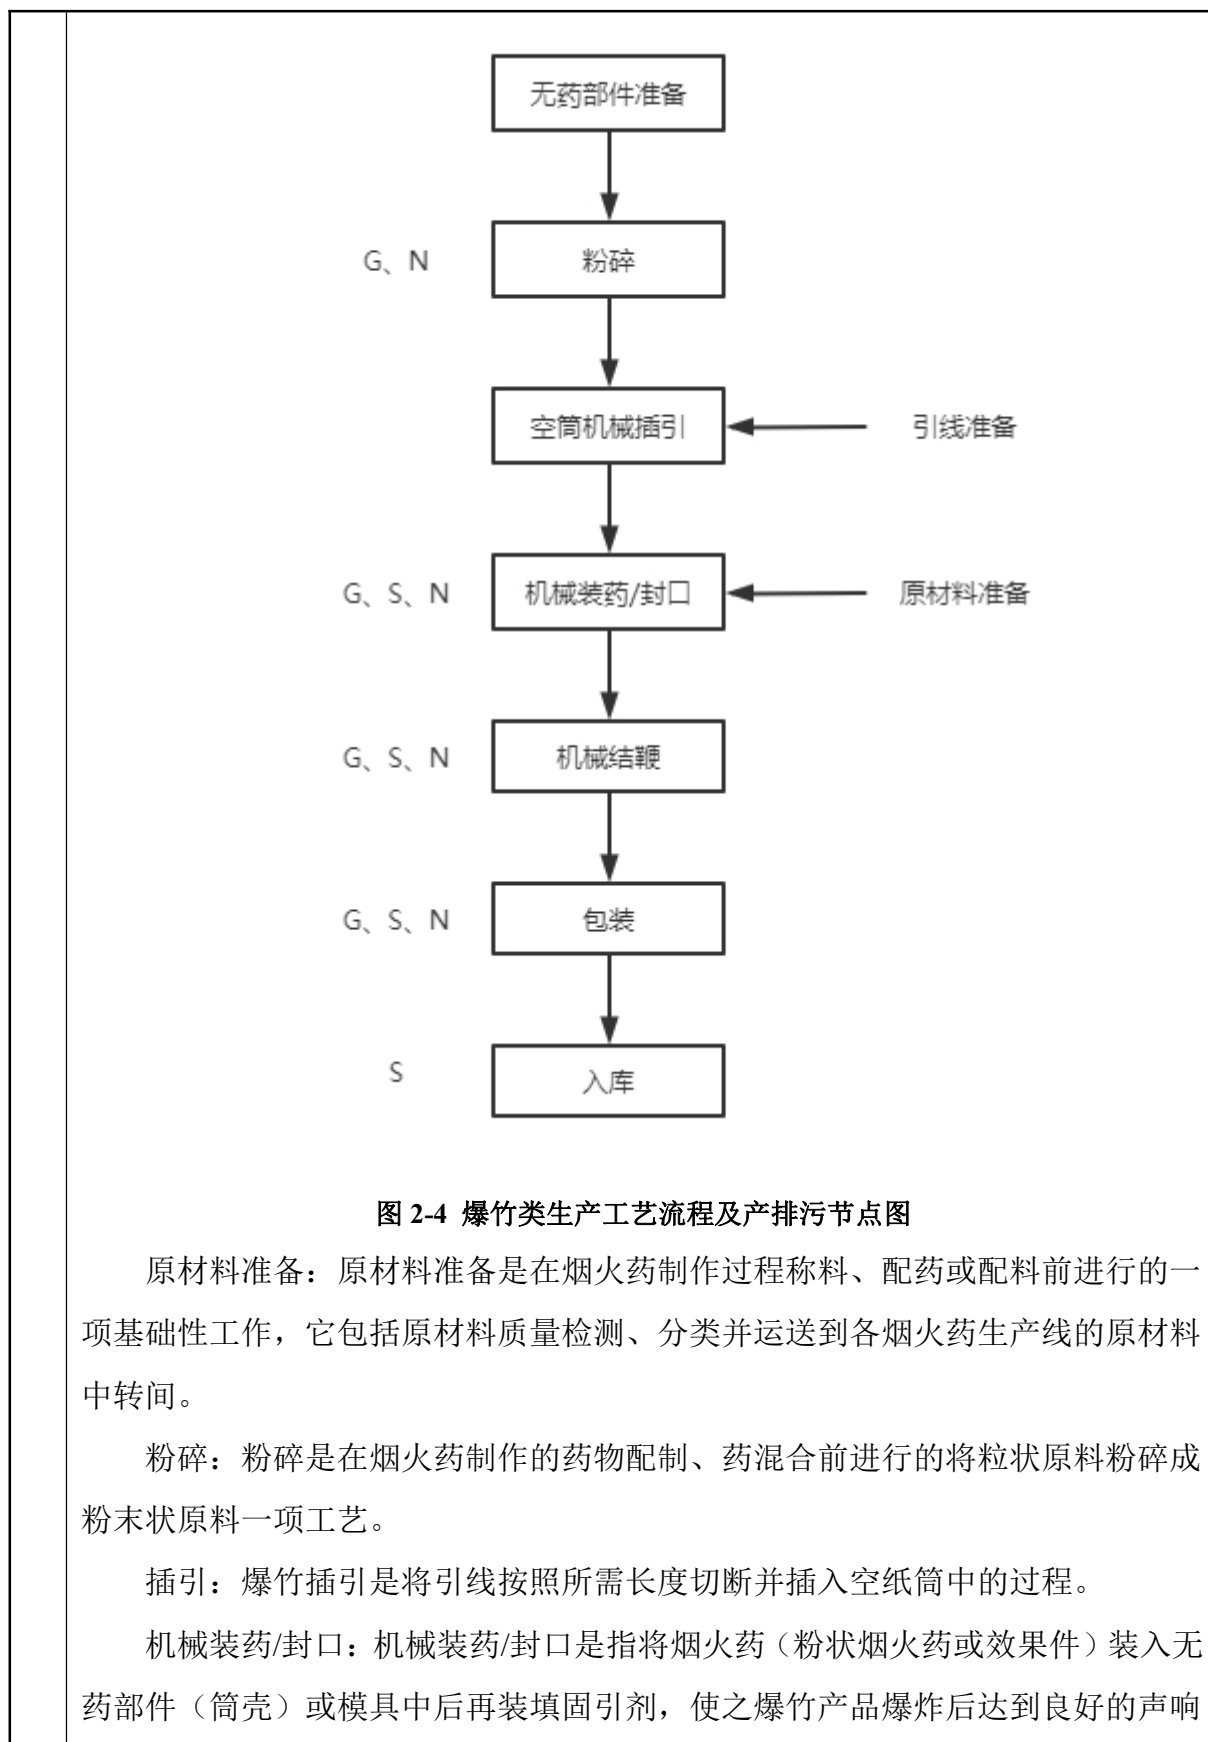 无药部件准备
G、N
粉碎
空筒机械插引
引线准备
G、S、N
机械装药/封口
原材料准备
G、S、N
机械结鞭
G、S、N
包装
S
入库
图 2-4 爆竹类生产工艺流程及产排污节点图
原材料准备：原材料准备是在烟火药制作过程称料、配药或配料前进行的一
项基础性工作，它包括原材料质量检测、分类并运送到各烟火药生产线的原材料
中转间。
粉碎：粉碎是在烟火药制作的药物配制、药混合前进行的将粒状原料粉碎成
粉末状原料一项工艺。
插引：爆竹插引是将引线按照所需长度切断并插入空纸筒中的过程。
机械装药/封口：机械装药/封口是指将烟火药（粉状烟火药或效果件）装入无
药部件（筒壳）或模具中后再装填固引剂，使之爆竹产品爆炸后达到良好的声响